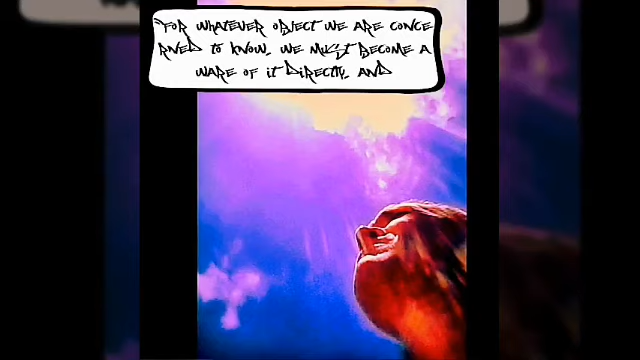 "FOR WHATEVER OBJECT WE ARE CONCE
RNED TO KNOW, WE MUST BECOME A
WARE OF IT DIRECTLY, AND